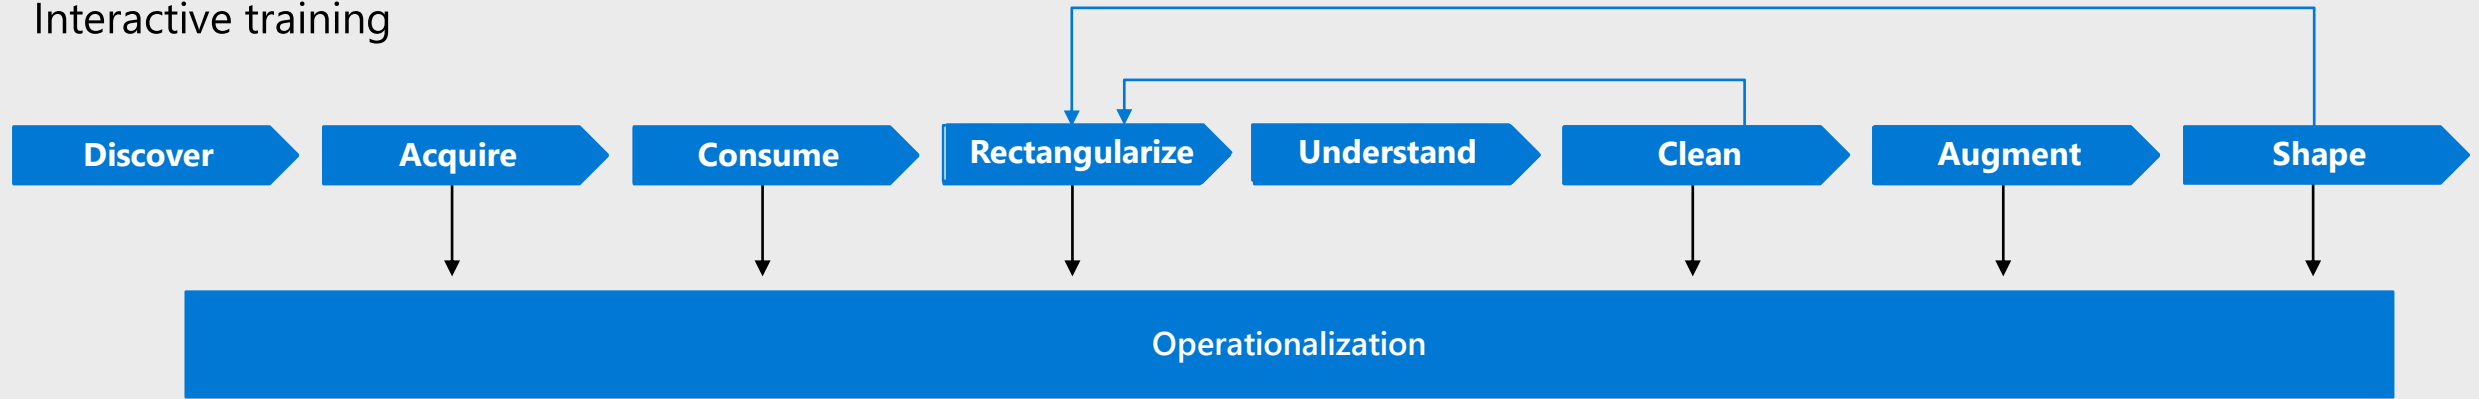 Interactive training
Discover
Acquire
Consume
Rectangularize
Understand
Clean
Augment
Shape
Operationalization